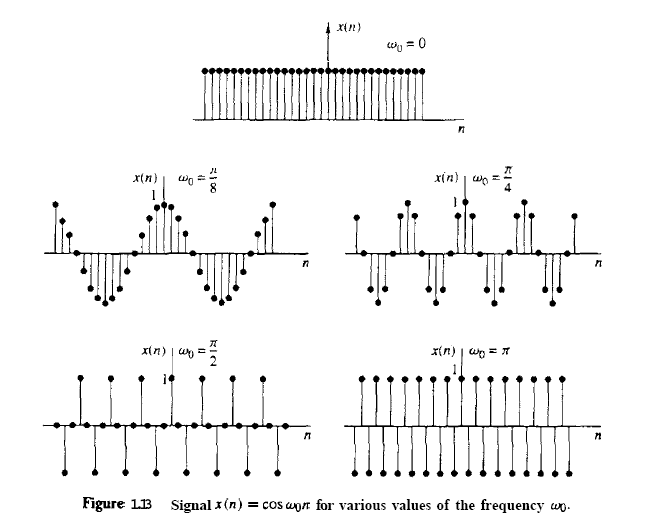 x(n)
ω₀ = 0
n
x(n) ω₀ = π/8
1
n
x(n) ω₀ = π/4
1
n
x(n) ω₀ = π/2
1
n
x(n) ω₀ = π
1
n
Figure 1.13 Signal x(n) = cos ω₀n for various values of the frequency ω₀.